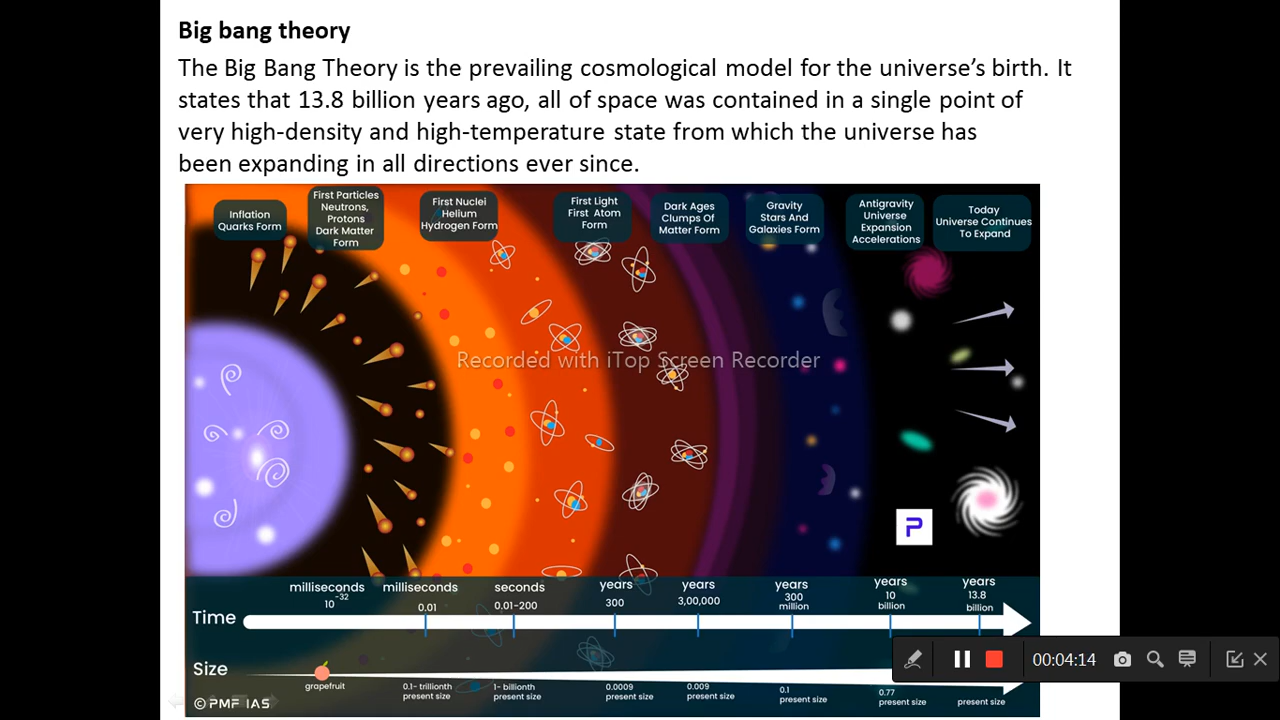 Big bang theory
The Big Bang Theory is the prevailing cosmological model for the universe's birth. It
states that 13.8 billion years ago, all of space was contained in a single point of
very high-density and high-temperature state from which the universe has
been expanding in all directions ever since.
Inflation
Quarks Form
First Particles
Neutrons,
Protons
Dark Matter
Form
First Nuclei
Helium
Hydrogen Form
First Light
First Atom
Form
Dark Ages
Clumps Of
Matter Form
Gravity
Stars And
Galaxies Form
Antigravity
Universe
Expansion
Accelerations
Today
Universe Continues
To Expand
Recorded with iTop Screen Recorder
P
Time
milliseconds
10^-32
milliseconds
0.01
seconds
0.01-200
years
300
years
3,00,000
years
300
million
years
10
billion
years
13.8
billion
Size
grapefruit
0.1- trillionth
present size
1- billionth
present size
0.0009
present size
0.009
present size
0.1
present size
0.77
present size
present size
© PMF IAS
00:04:14